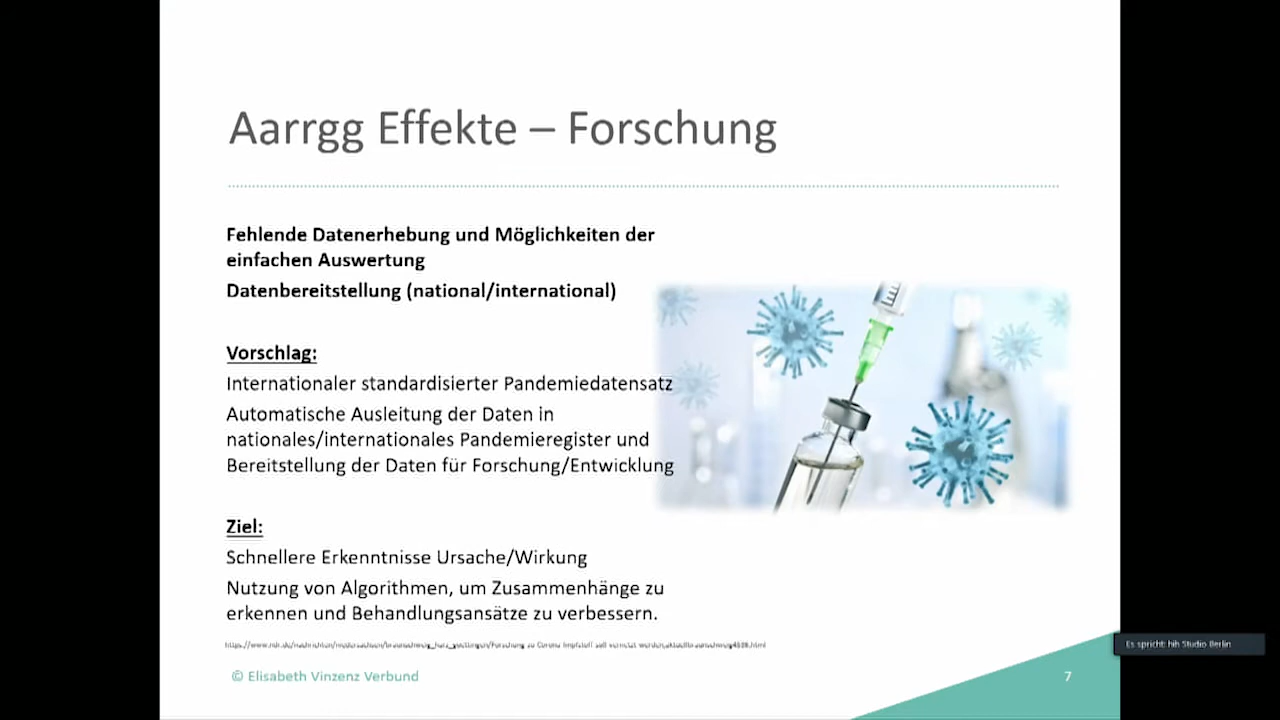 Aarrgg Effekte – Forschung
Fehlende Datenerhebung und Möglichkeiten der
einfachen Auswertung
Datenbereitstellung (national/international)
Vorschlag:
Internationaler standardisierter Pandemiedatensatz
Automatische Ausleitung der Daten in
nationales/internationales Pandemieregister und
Bereitstellung der Daten für Forschung/Entwicklung
Ziel:
Schnellere Erkenntnisse Ursache/Wirkung
Nutzung von Algorithmen, um Zusammenhänge zu
erkennen und Behandlungsansätze zu verbessern.
© Elisabeth Vinzenz Verbund
7
Es spricht: hih Studio Berlin